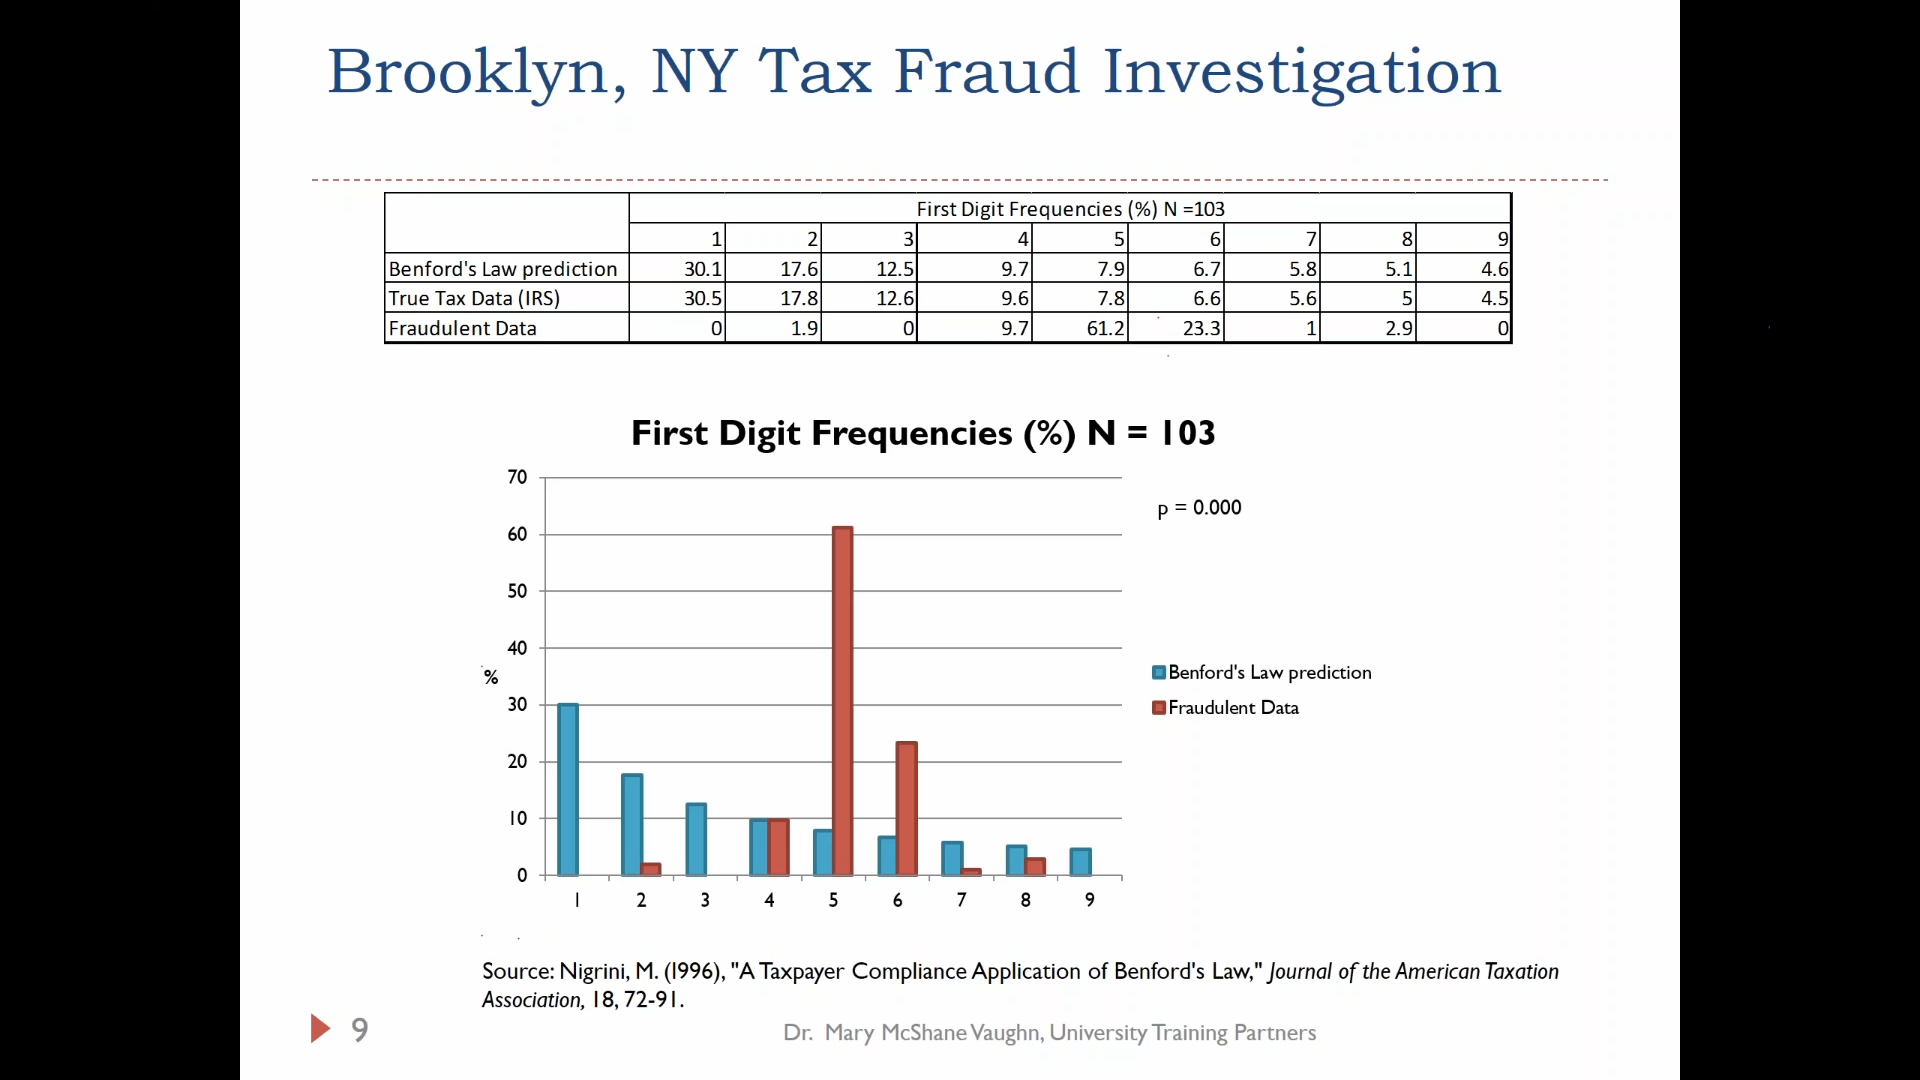 Brooklyn, NY Tax Fraud Investigation
First Digit Frequencies (%) N =103
1 2 3 4 5 6 7 8 9
Benford's Law prediction 30.1 17.6 12.5 9.7 7.9 6.7 5.8 5.1 4.6
True Tax Data (IRS) 30.5 17.8 12.6 9.6 7.8 6.6 5.6 5 4.5
Fraudulent Data 0 1.9 0 9.7 61.2 23.3 1 2.9 0
First Digit Frequencies (%) N = 103
70
p = 0.000
60
50
40
%
30
20
10
0
Benford's Law prediction
Fraudulent Data
1 2 3 4 5 6 7 8 9
Source: Nigrini, M. (1996), "A Taxpayer Compliance Application of Benford's Law," Journal of the American Taxation
Association, 18, 72-91.
9
Dr. Mary McShane Vaughn, University Training Partners